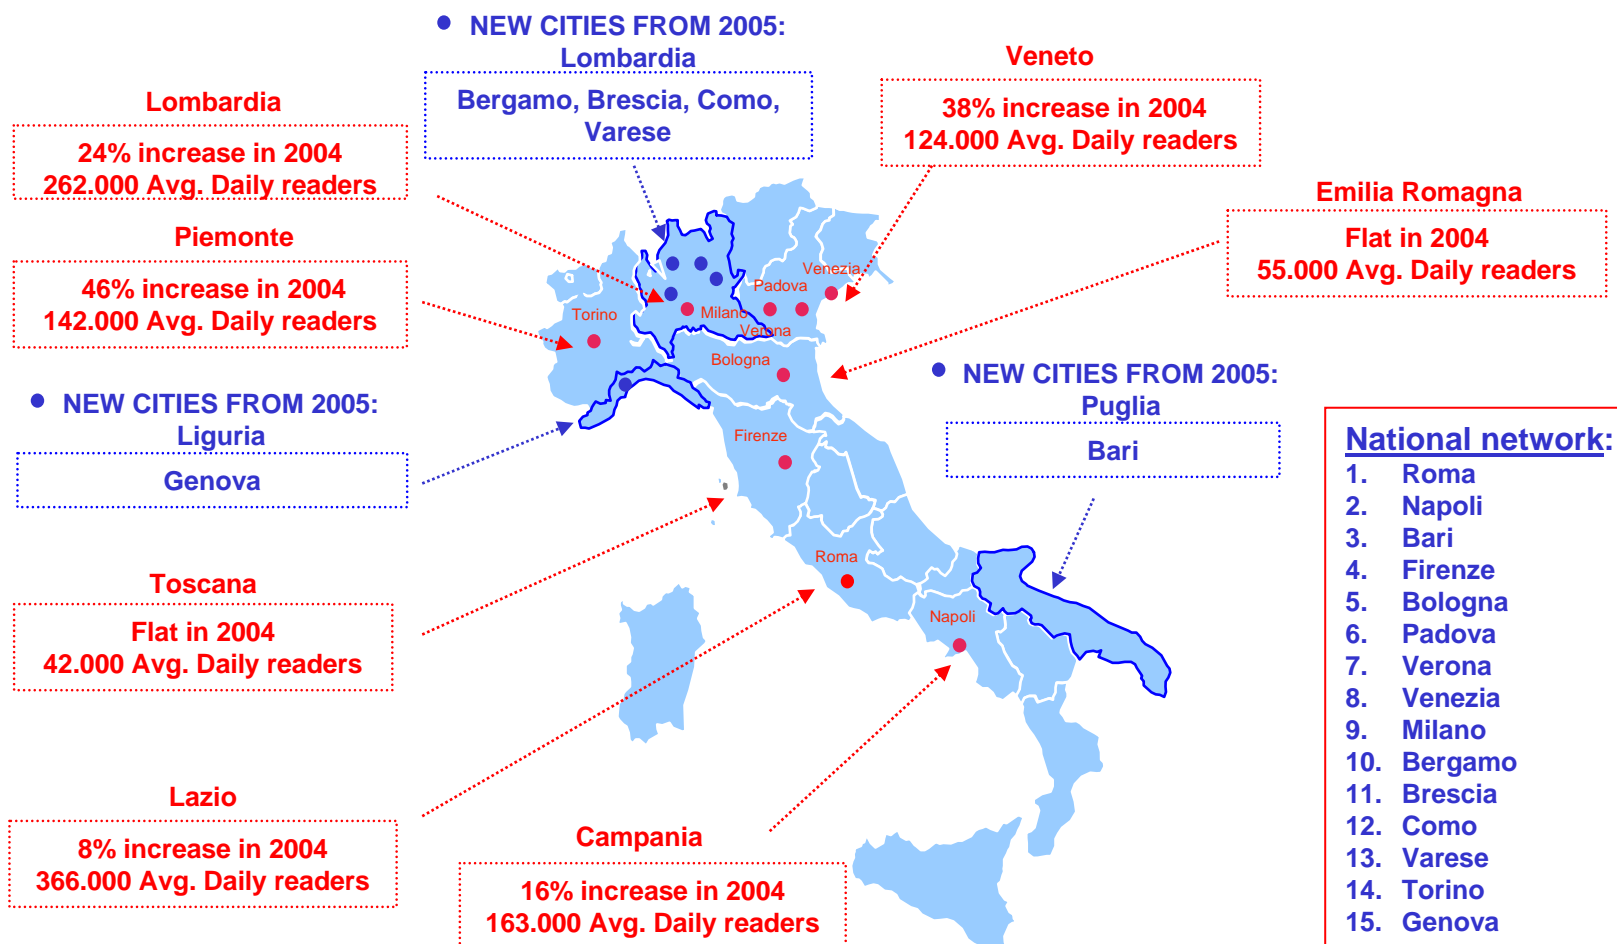 • NEW CITIES FROM 2005:
Lombardia
Bergamo, Brescia, Como,
Varese
Veneto
38% increase in 2004
124.000 Avg. Daily readers
Lombardia
24% increase in 2004
262.000 Avg. Daily readers
Piemonte
46% increase in 2004
142.000 Avg. Daily readers
Emilia Romagna
Flat in 2004
55.000 Avg. Daily readers
Venezia
Padova
Torino
Milano
Verona
Bologna
• NEW CITIES FROM 2005:
Liguria
Genova
• NEW CITIES FROM 2005:
Puglia
Bari
Firenze
Roma
Napoli
Toscana
Flat in 2004
42.000 Avg. Daily readers
Lazio
8% increase in 2004
366.000 Avg. Daily readers
Campania
16% increase in 2004
163.000 Avg. Daily readers
National network:
1. Roma
2. Napoli
3. Bari
4. Firenze
5. Bologna
6. Padova
7. Verona
8. Venezia
9. Milano
10. Bergamo
11. Brescia
12. Como
13. Varese
14. Torino
15. Genova